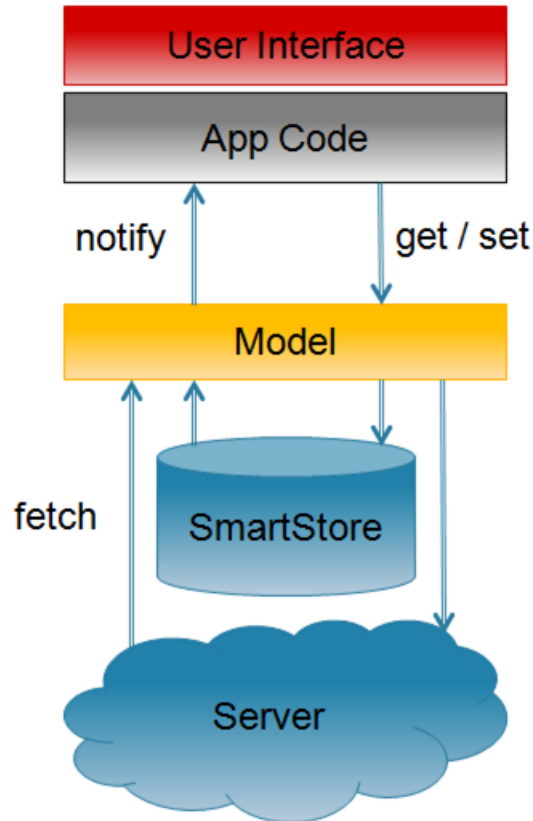 User Interface
App Code
notify
get / set
Model
fetch
SmartStore
Server